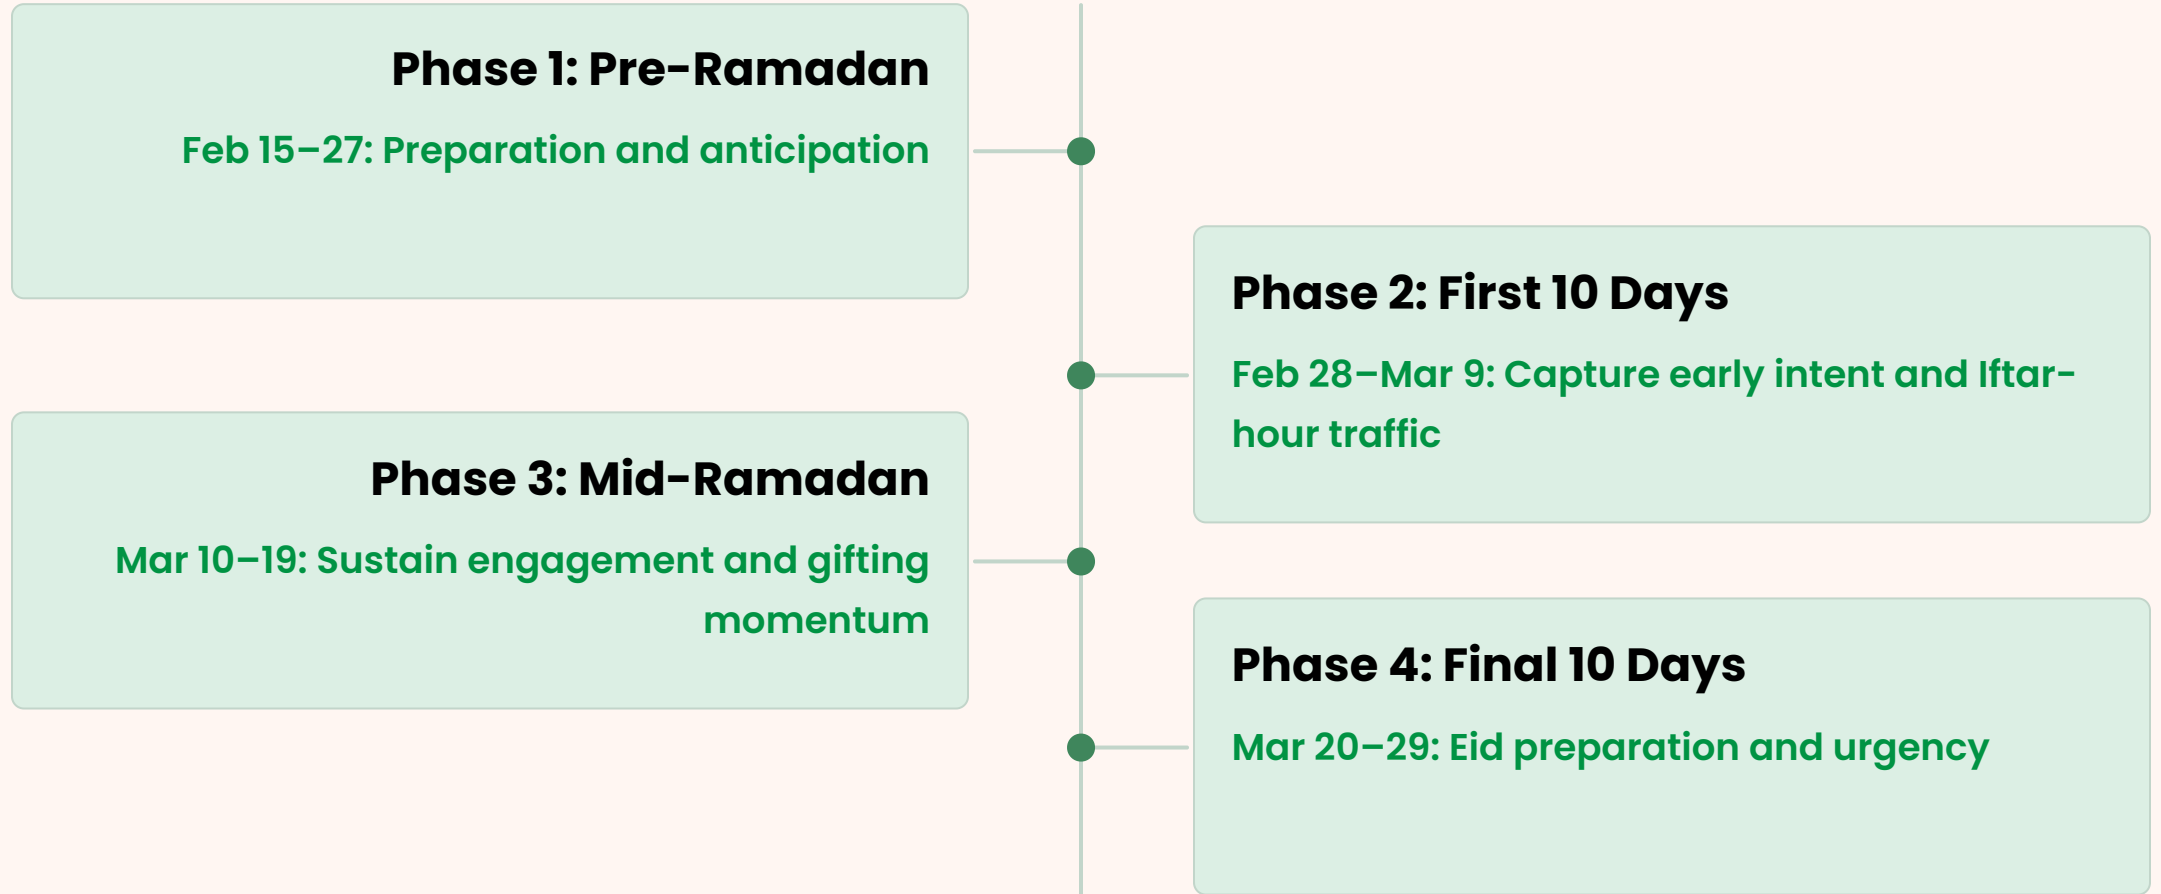 Phase 1: Pre-Ramadan
Feb 15–27: Preparation and anticipation
Phase 2: First 10 Days
Feb 28–Mar 9: Capture early intent and Iftar-
hour traffic
Phase 3: Mid-Ramadan
Mar 10–19: Sustain engagement and gifting
momentum
Phase 4: Final 10 Days
Mar 20–29: Eid preparation and urgency